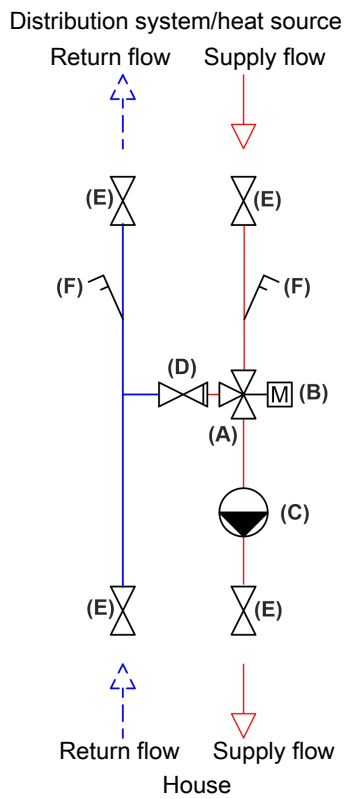 Distribution system/heat source
Return flow Supply flow
(E) (E)
(F) (F)
(D)
M (B)
(A)
(C)
(E) (E)
Return flow Supply flow
House